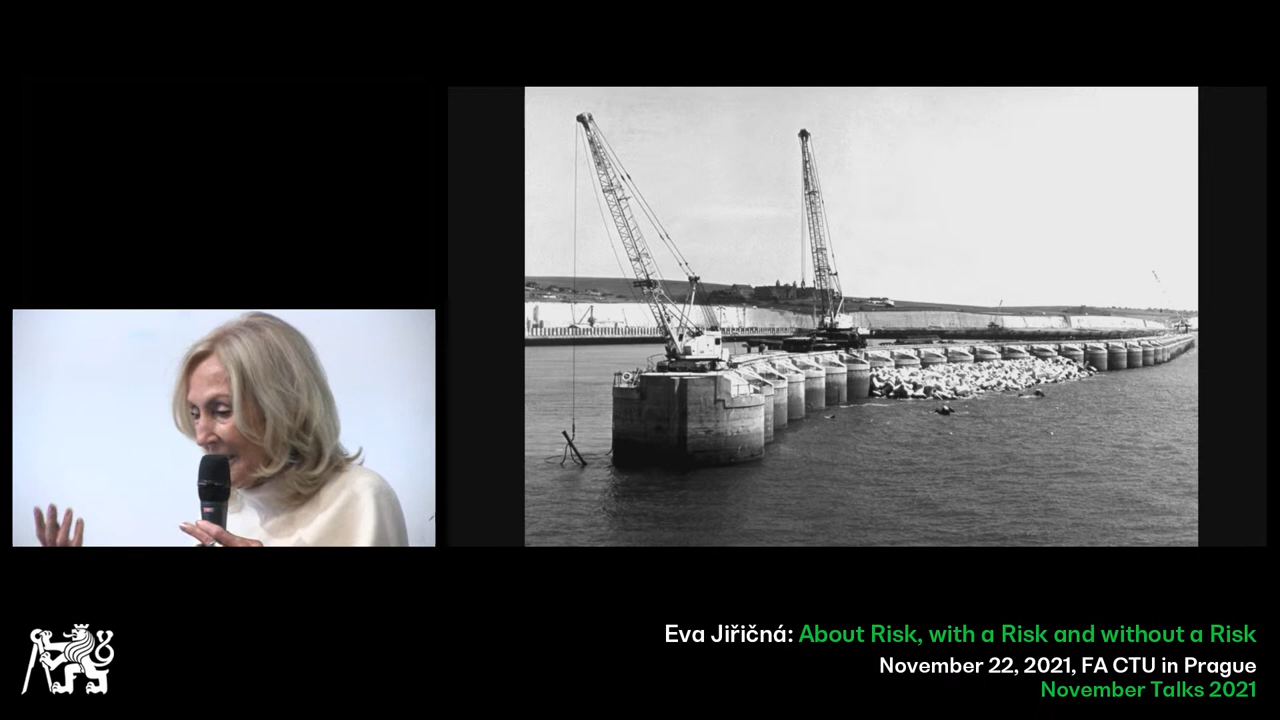 Eva Jiřičná: About Risk, with a Risk and without a Risk
November 22, 2021, FA CTU in Prague
November Talks 2021